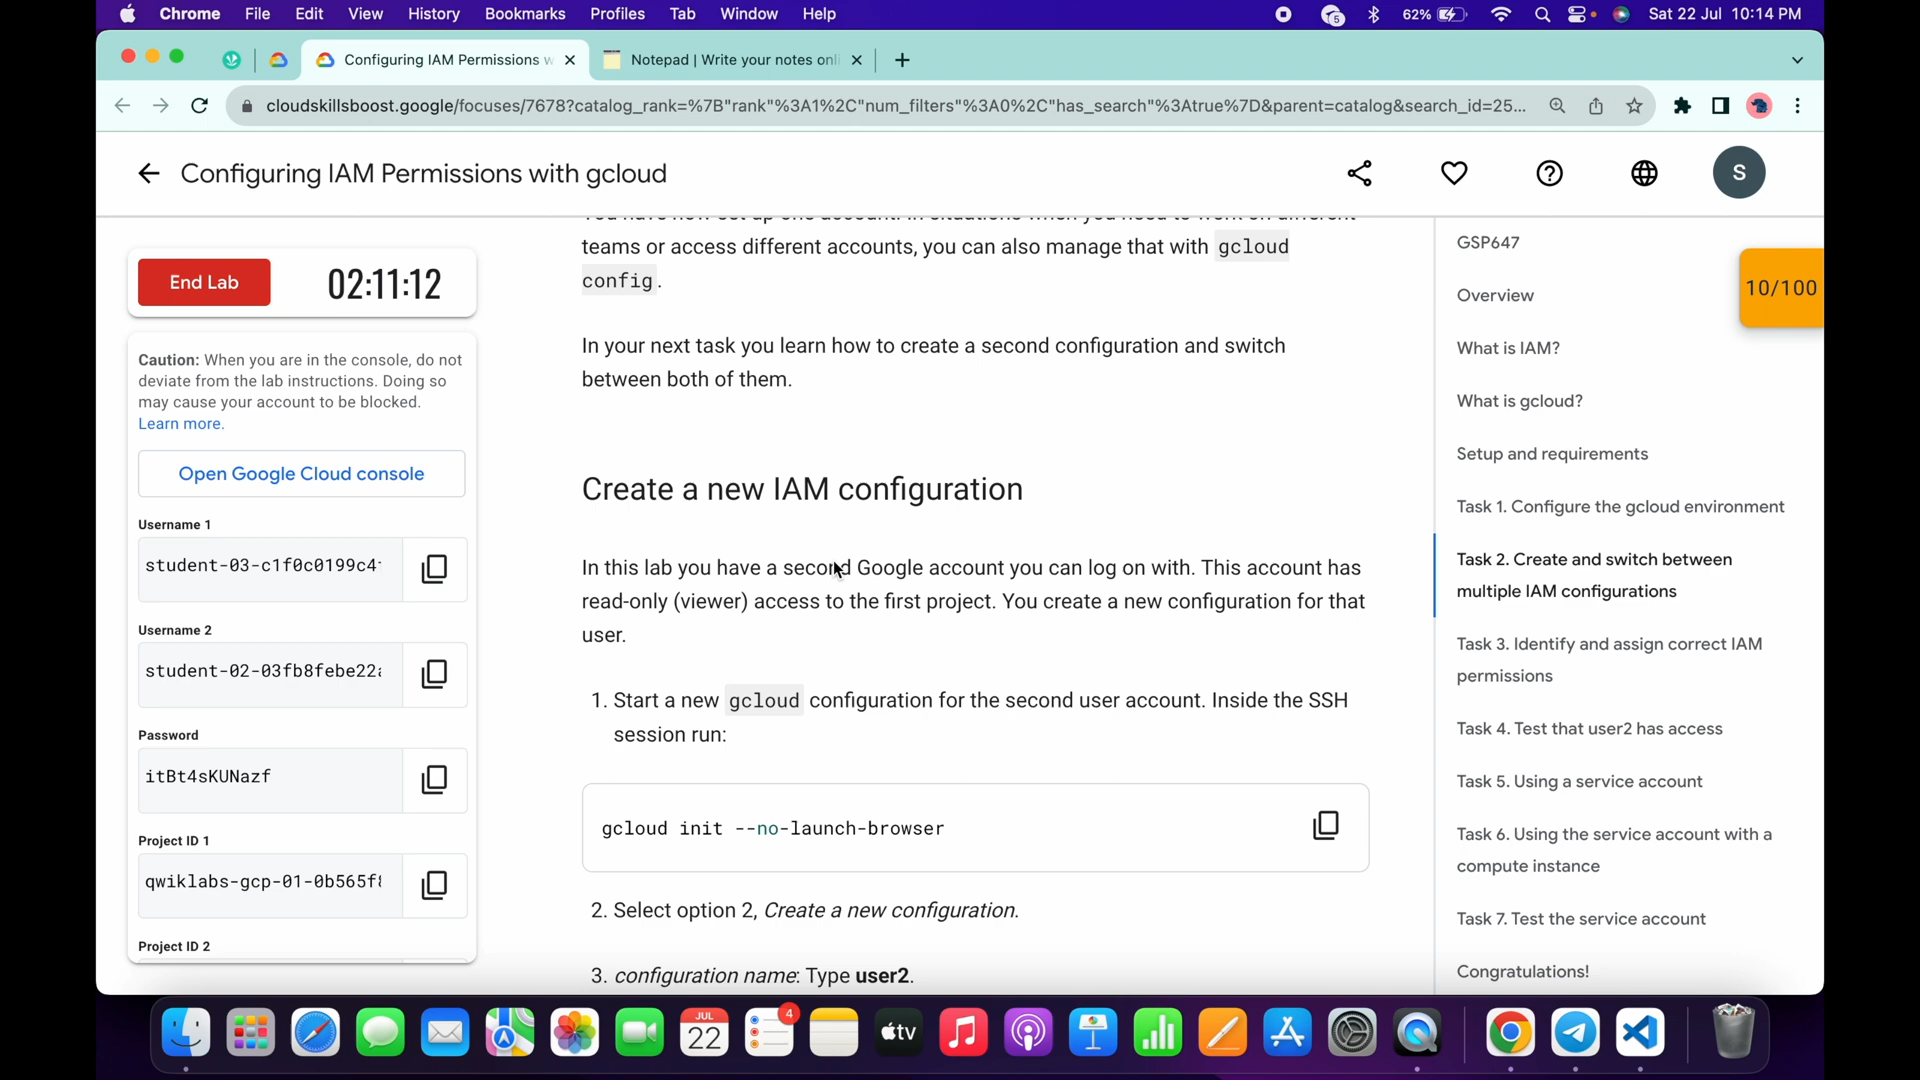 Chrome File Edit View History Bookmarks Profiles Tab Window Help 5 62% Sat 22 Jul 10:14 PM
Configuring IAM Permissions w
Notepad | Write your notes onl
cloudskillsboost.google/focuses/7678?catalog_rank=%7B"rank"%3A1%2C"num_filters"%3A0%2C"has_search"%3Atrue%7D&parent=catalog&search_id=25...
Configuring IAM Permissions with gcloud
S
End Lab
02:11:12
Caution: When you are in the console, do not
deviate from the lab instructions. Doing so
may cause your account to be blocked.
Learn more.
Open Google Cloud console
Username 1
student-03-c1f0c0199c4
Username 2
student-02-03fb8febe22
Password
itBt4sKUNazf
Project ID 1
qwiklabs-gcp-01-0b565f
Project ID 2
teams or access different accounts, you can also manage that with gcloud
config.
In your next task you learn how to create a second configuration and switch
between both of them.
Create a new IAM configuration
In this lab you have a second Google account you can log on with. This account has
read-only (viewer) access to the first project. You create a new configuration for that
user.
1. Start a new gcloud configuration for the second user account. Inside the SSH
session run:
gcloud init --no-launch-browser
2. Select option 2, Create a new configuration.
3. configuration name: Type user2.
GSP647
Overview
What is IAM?
What is gcloud?
Setup and requirements
Task 1. Configure the gcloud environment
Task 2. Create and switch between
multiple IAM configurations
Task 3. Identify and assign correct IAM
permissions
Task 4. Test that user2 has access
Task 5. Using a service account
Task 6. Using the service account with a
compute instance
Task 7. Test the service account
Congratulations!
10/100
JUL
22
4
tv